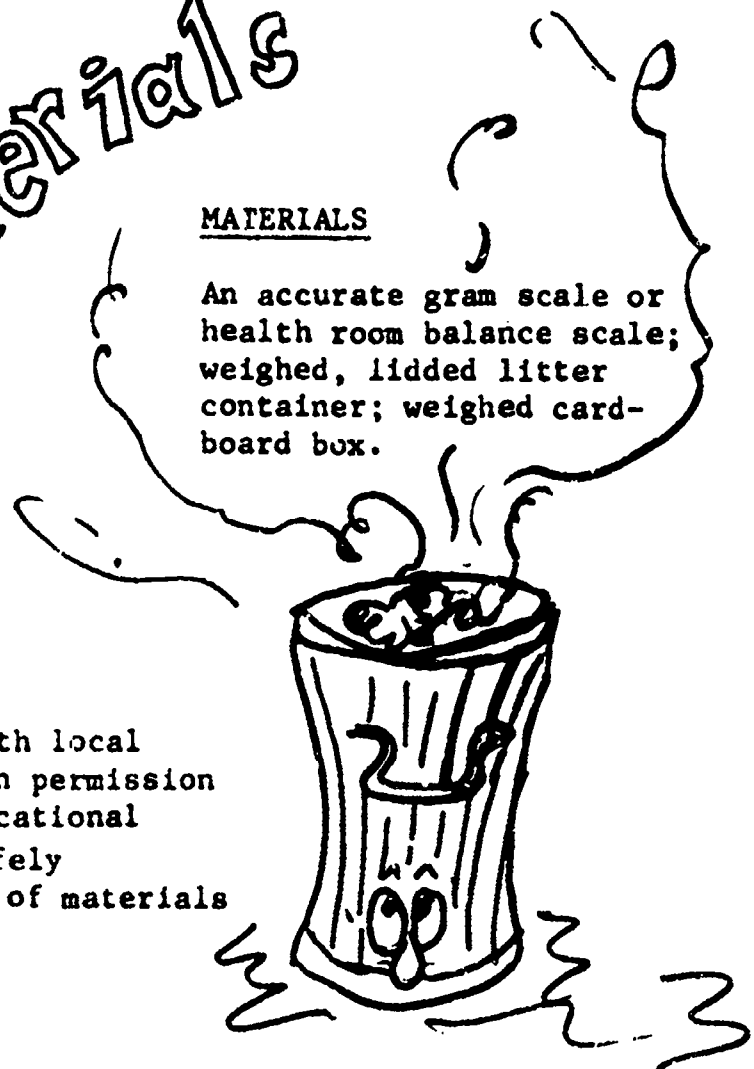 erials
MATERIALS
An accurate gram scale or
health room balance scale;
weighed, lidded litter
container; weighed card-
board box.
th local
n permission
cational
fely
of materials